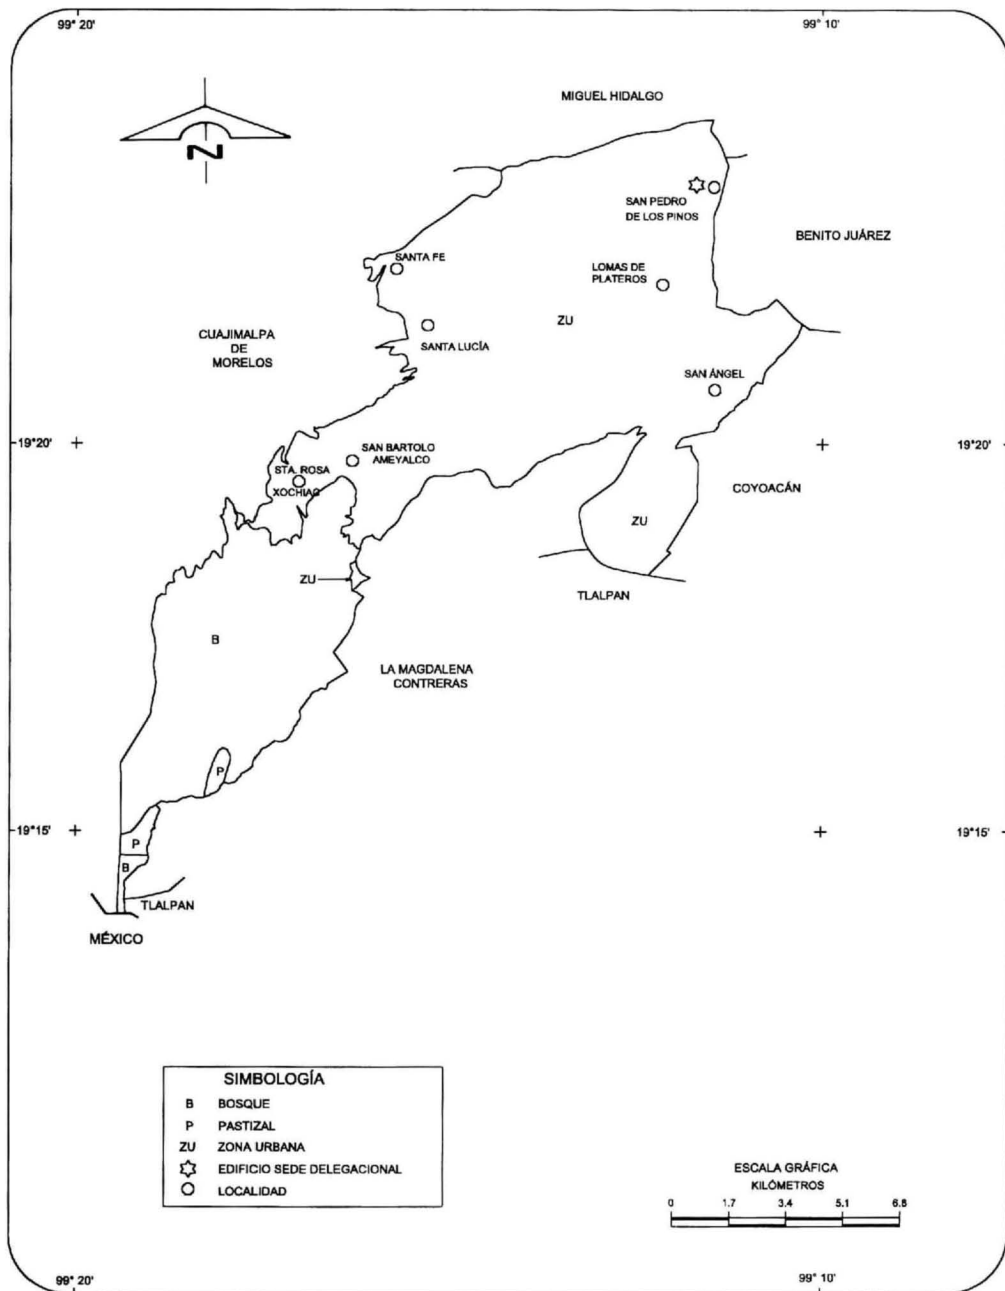 99° 20'
99° 10'
MIGUEL HIDALGO
N
SAN PEDRO
DE LOS PINOS
BENITO JUÁREZ
SANTA FE
LOMAS DE
PLATEROS
ZU
CUAJIMALPA
DE
MORELOS
SANTA LUCÍA
SAN ÁNGEL
19° 20'
19° 20'
SAN BARTOLO
AMEYALCO
STA. ROSA
XOCHIAC
COYOACÁN
ZU
ZU
TLALPAN
B
LA MAGDALENA
CONTRERAS
P
19° 15'
19° 15'
P
B
TLALPAN
MÉXICO
SIMBOLOGÍA
B BOSQUE
P PASTIZAL
ZU ZONA URBANA
EDIFICIO SEDE DELEGACIONAL
LOCALIDAD
ESCALA GRÁFICA
KILÓMETROS
0 1.7 3.4 5.1 6.8
99° 20'
99° 10'